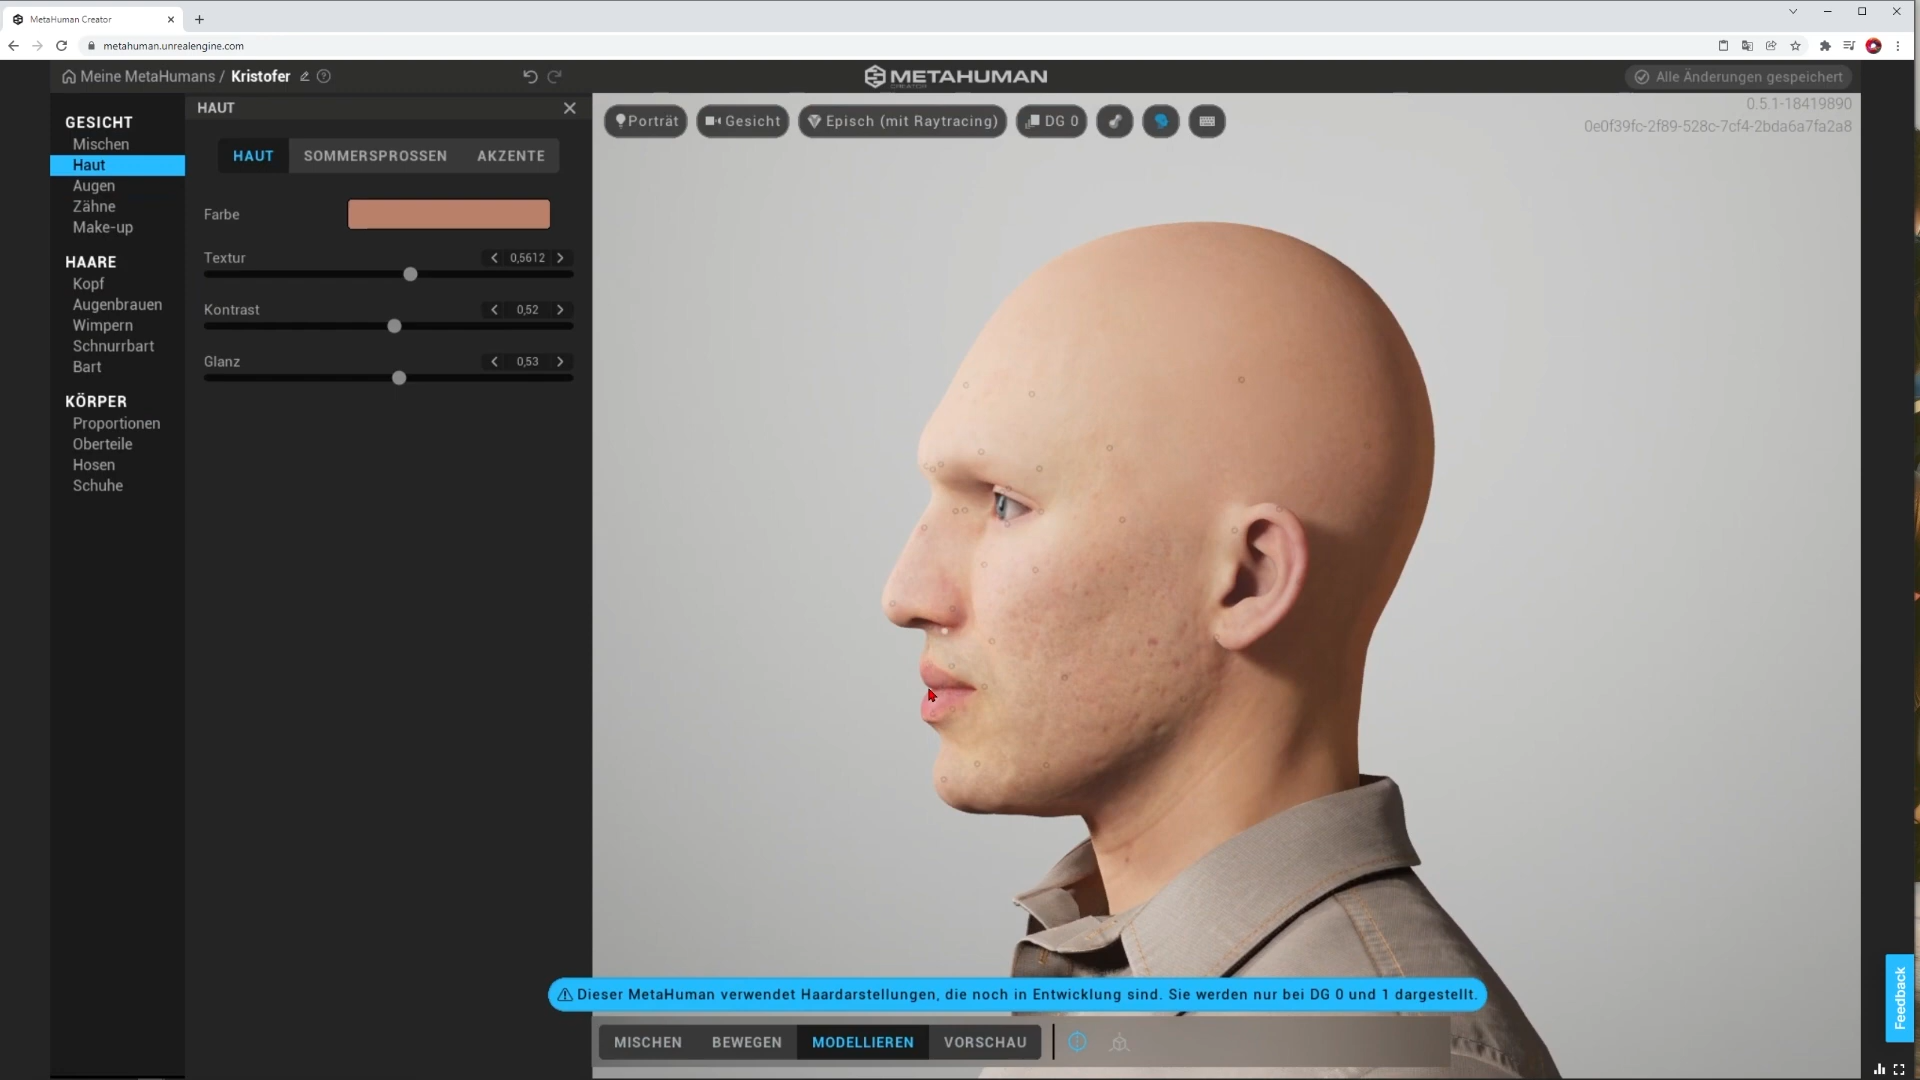 MetaHuman Creator
metahuman.unrealengine.com
Meine MetaHumans / Kristofer
METAHUMAN
CREATOR
Alle Änderungen gespeichert
0.5.1-18419890
0e0f39fc-2f89-528c-7cf4-2bda6a7fa2a8
GESICHT
Mischen
Haut
Augen
Zähne
Make-up
HAARE
Kopf
Augenbrauen
Wimpern
Schnurrbart
Bart
KÖRPER
Proportionen
Oberteile
Hosen
Schuhe
HAUT
HAUT SOMMERSPROSSEN AKZENTE
Farbe
Textur 0,5612
Kontrast 0,52
Glanz 0,53
Porträt Gesicht Episch (mit Raytracing) DG 0
Dieser MetaHuman verwendet Haardarstellungen, die noch in Entwicklung sind. Sie werden nur bei DG 0 und 1 dargestellt.
MISCHEN BEWEGEN MODELLIEREN VORSCHAU
Feedback